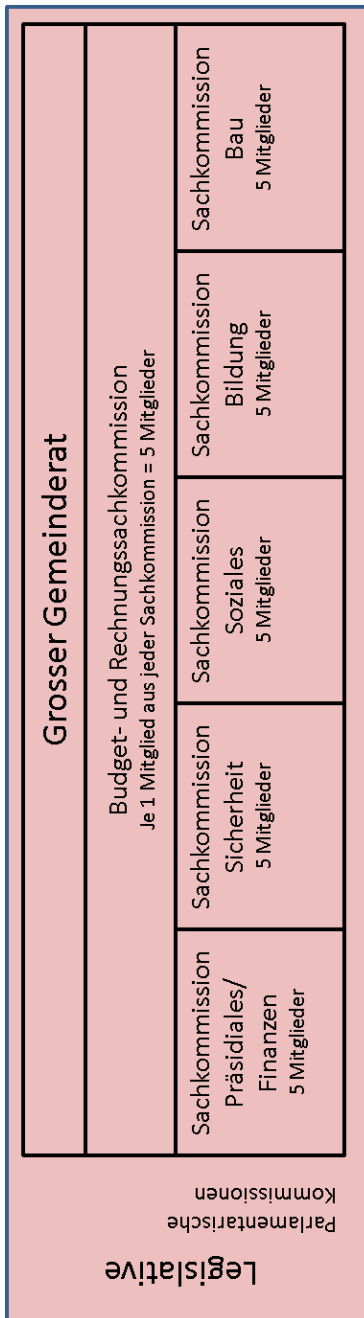 Legislative
Parlamentarische
Kommissionen
Grosser Gemeinderat
Budget- und Rechnungssachkommission
Je 1 Mitglied aus jeder Sachkommission = 5 Mitglieder
Sachkommission
Präsidiales/
Finanzen
5 Mitglieder
Sachkommission
Sicherheit
5 Mitglieder
Sachkommission
Soziales
5 Mitglieder
Sachkommission
Bildung
5 Mitglieder
Sachkommission
Bau
5 Mitglieder